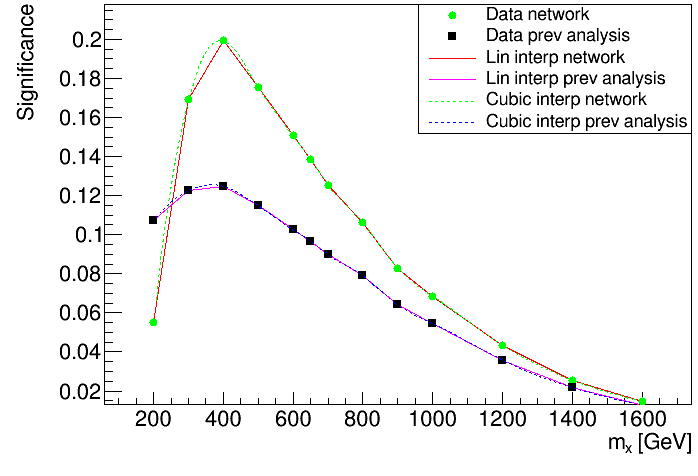 Significance
0.2
0.18
0.16
0.14
0.12
0.1
0.08
0.06
0.04
0.02
Data network
Data prev analysis
Lin interp network
Lin interp prev analysis
Cubic interp network
Cubic interp prev analysis
200 400 600 800 1000 1200 1400 1600
mₓ [GeV]